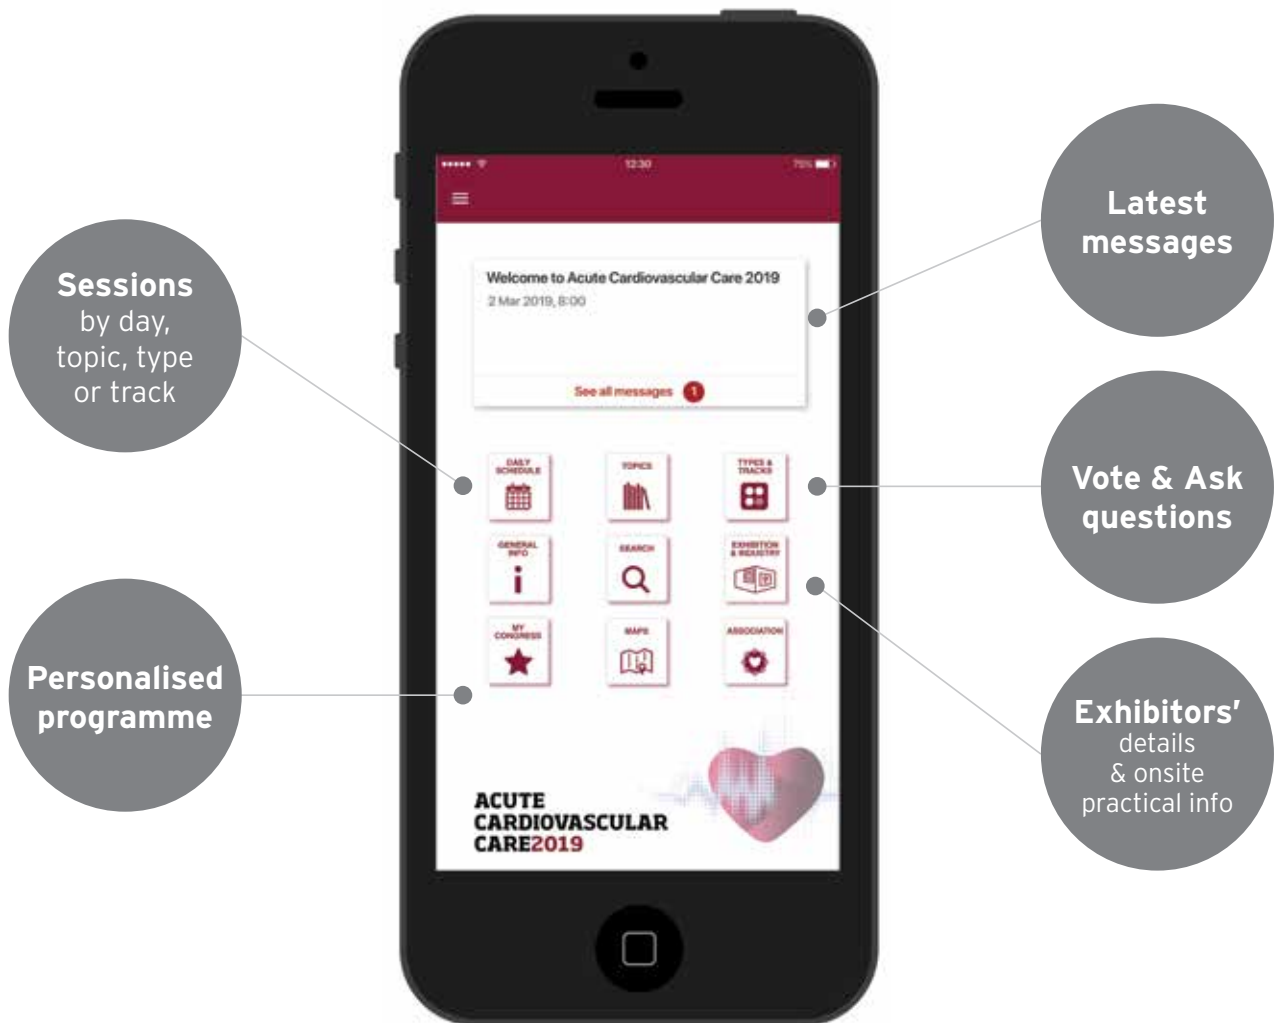 12:30
75%
Welcome to Acute Cardiovascular Care 2019
2 Mar 2019, 8:00
See all messages 1
DAILY
SCHEDULE
TOPICS
TYPES &
TRACKS
GENERAL
INFO
SEARCH
EXHIBITION
& INDUSTRY
MY
CONGRESS
MAPS
ASSOCIATION
ACUTE
CARDIOVASCULAR
CARE2019
Sessions
by day,
topic, type
or track
Personalised
programme
Latest
messages
Vote & Ask
questions
Exhibitors’
details
& onsite
practical info